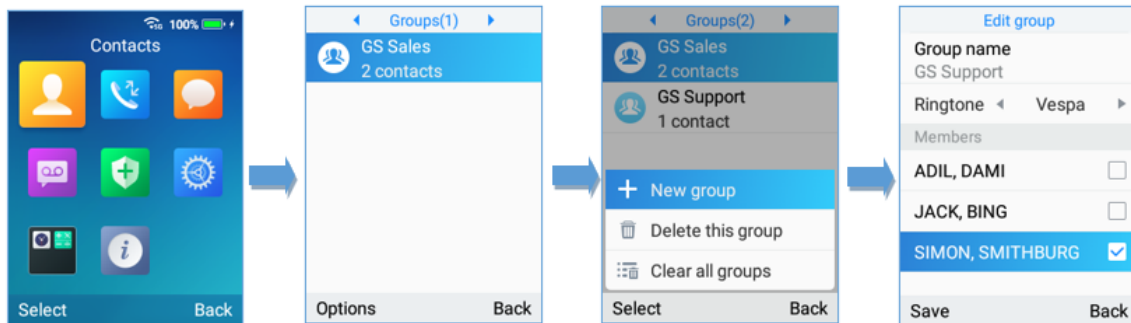 100%
Contacts
Select Back
Groups(1)
GS Sales
2 contacts
Options Back
Groups(2)
GS Sales
2 contacts
GS Support
1 contact
New group
Delete this group
Clear all groups
Select Back
Edit group
Group name
GS Support
Ringtone Vespa
Members
ADIL, DAMI
JACK, BING
SIMON, SMITHBURG
Save Back